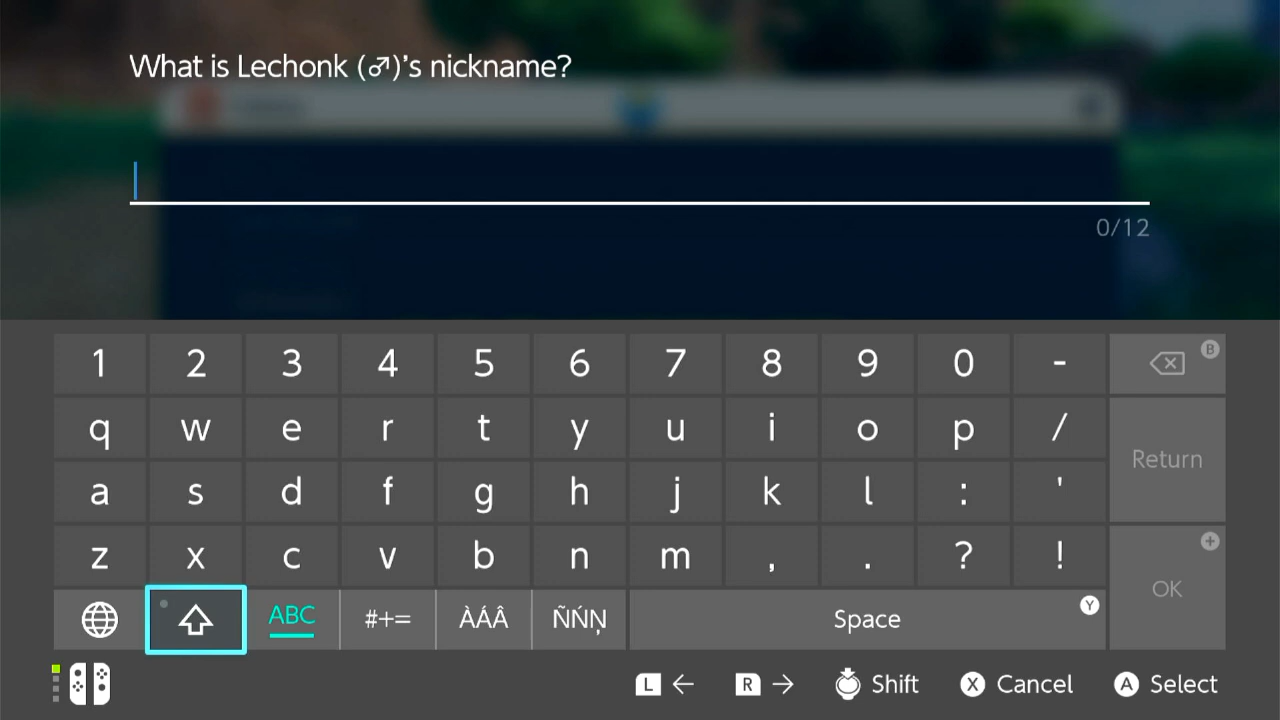 What is Lechonk (♂)'s nickname?
0/12
1 2 3 4 5 6 7 8 9 0 - B
q w e r t y u i o p /
Return
a s d f g h j k l : '
z x c v b n m , . ? ! +
OK
ABC #+= ÀÁÂ ÑŃŅ Space Y
L ← R → Shift X Cancel A Select